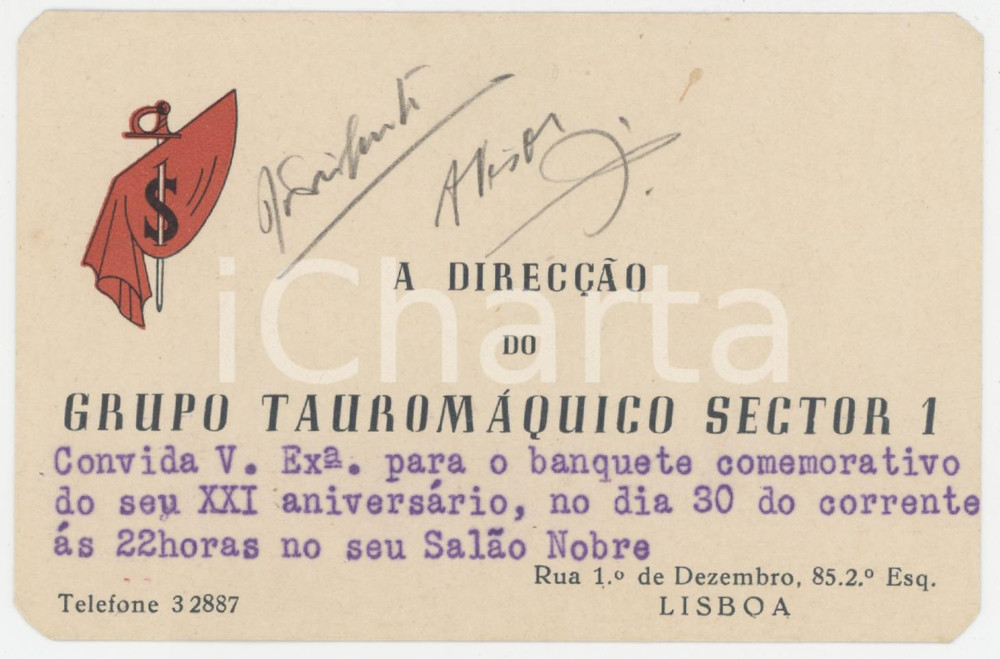 S
A DIRECÇÃO
DO
GRUPO TAUROMÁQUICO SECTOR 1
Convida V. Exª. para o banquete comemorativo
do seu XXI aniversário, no dia 30 do corrente
ás 22horas no seu Salão Nobre
Rua 1.º de Dezembro, 85.2.º Esq.
Telefone 32887
LISBOA
iCharta